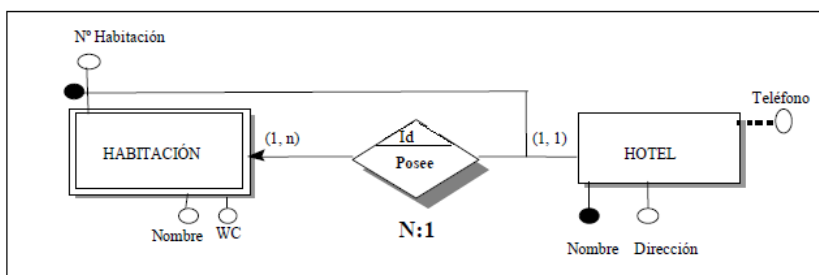 Nº Habitación
Teléfono
(1, n)
Id
(1, 1)
HABITACIÓN
Posee
HOTEL
N:1
Nombre
WC
Nombre
Dirección